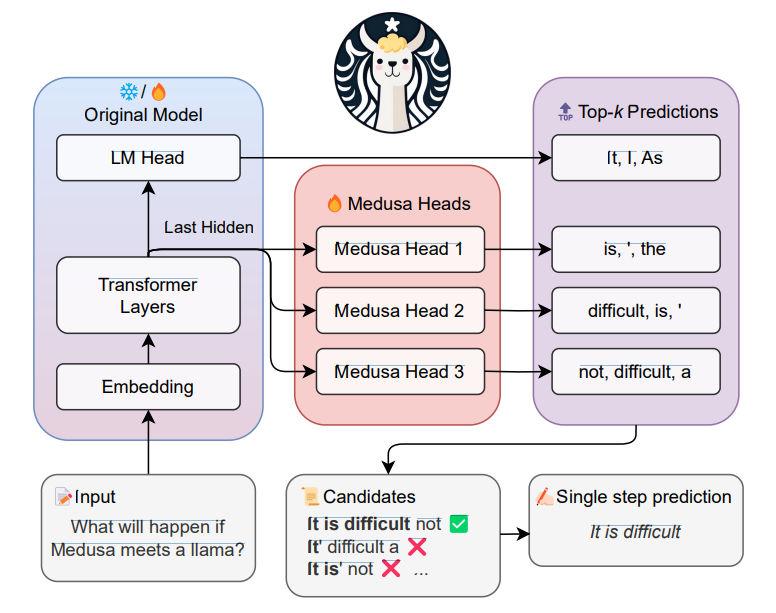 Original Model
LM Head
Last Hidden
Transformer
Layers
Embedding
Medusa Heads
Medusa Head 1
Medusa Head 2
Medusa Head 3
TOP
Top-k Predictions
It, I, As
is, ', the
difficult, is, '
not, difficult, a
Input
What will happen if
Medusa meets a llama?
Candidates
It is difficult not
It' difficult a
It is' not ...
Single step prediction
It is difficult